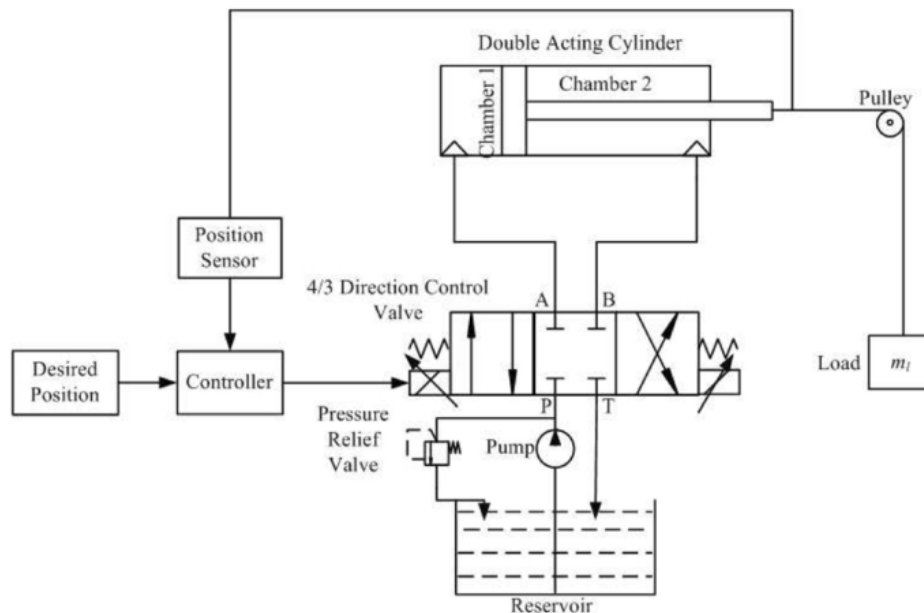 Double Acting Cylinder
Chamber 1
Chamber 2
Pulley
Position
Sensor
4/3 Direction Control
Valve
A
B
Desired
Position
Controller
Load
m_l
P
T
Pressure
Relief
Valve
Pump
Reservoir